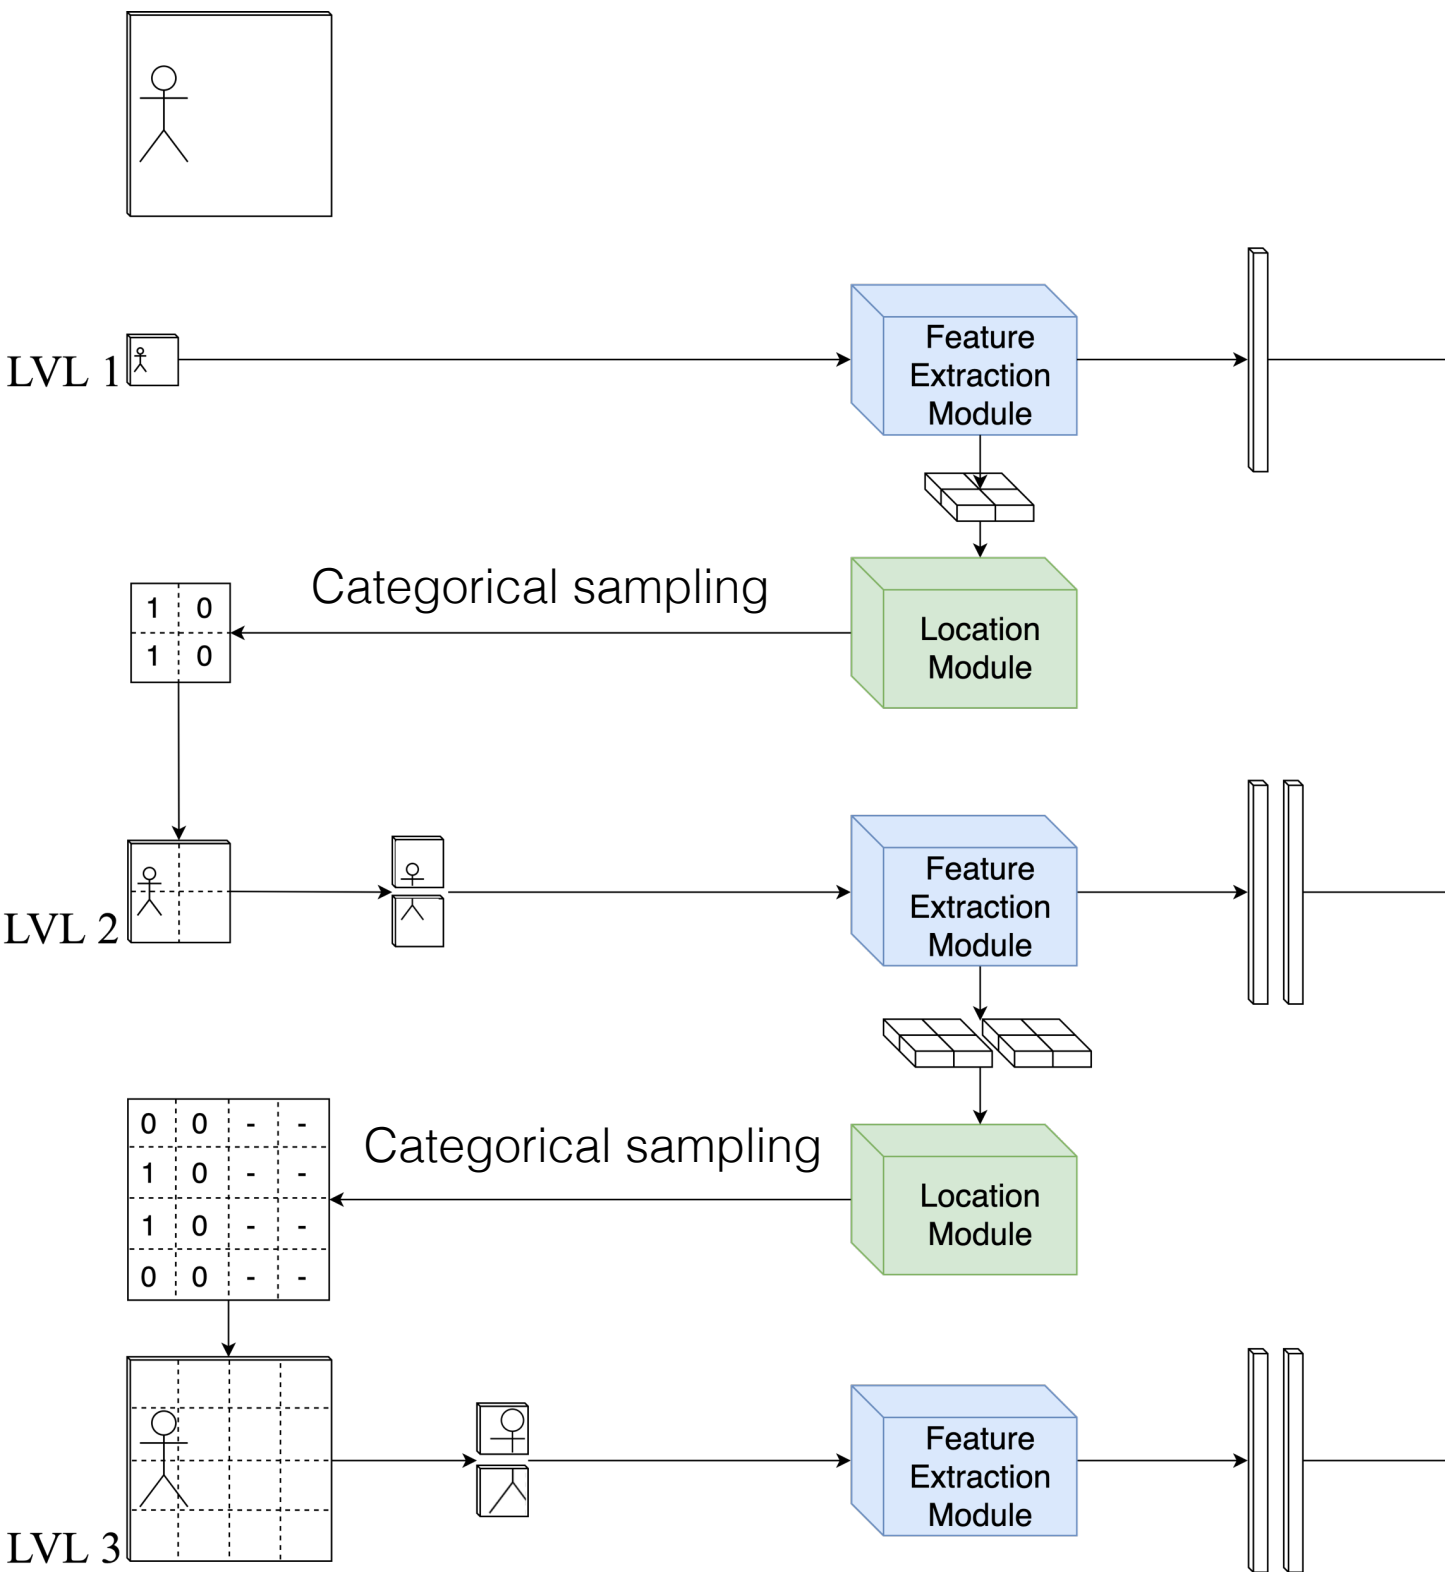 LVL 1
Feature
Extraction
Module
Categorical sampling
1 0
1 0
Location
Module
LVL 2
Feature
Extraction
Module
Categorical sampling
0 0 - -
1 0 - -
1 0 - -
0 0 - -
Location
Module
LVL 3
Feature
Extraction
Module